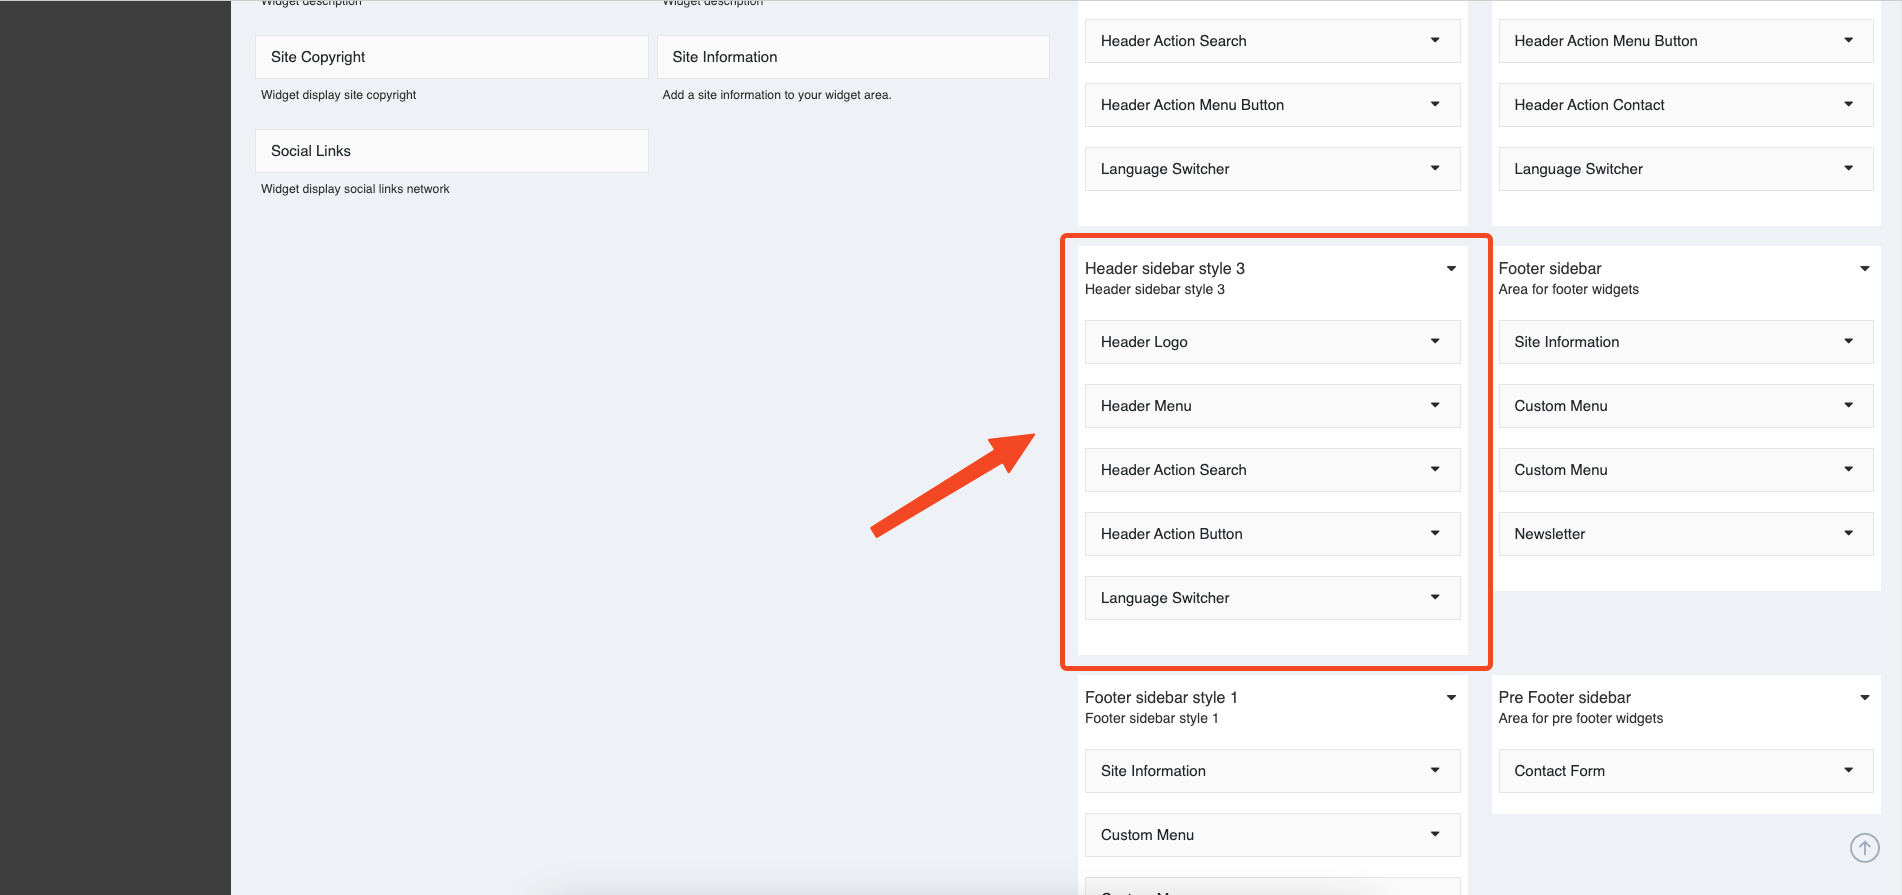 Widget description
Widget description
Site Copyright
Widget display site copyright
Site Information
Add a site information to your widget area.
Social Links
Widget display social links network
Header Action Search
Header Action Menu Button
Language Switcher
Header Action Menu Button
Header Action Contact
Language Switcher
Header sidebar style 3
Header sidebar style 3
Header Logo
Header Menu
Header Action Search
Header Action Button
Language Switcher
Footer sidebar
Area for footer widgets
Site Information
Custom Menu
Custom Menu
Newsletter
Footer sidebar style 1
Footer sidebar style 1
Site Information
Custom Menu
Pre Footer sidebar
Area for pre footer widgets
Contact Form